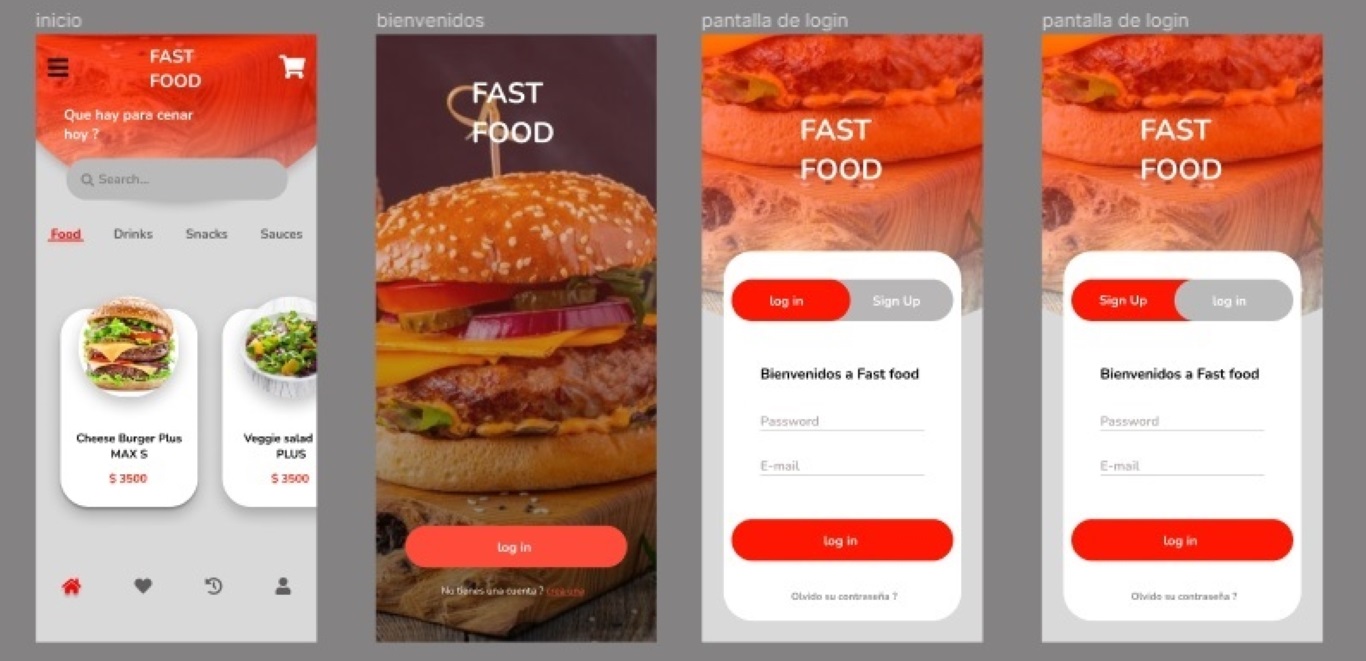 inicio
FAST
FOOD
Que hay para cenar
hoy ?
Search...
Food Drinks Snacks Sauces
Cheese Burger Plus
MAX S
$ 3500
Veggie salad
PLUS
$ 3500
bienvenidos
FAST
FOOD
log in
No tienes una cuenta ? crea una
pantalla de login
FAST
FOOD
log in Sign Up
Bienvenidos a Fast food
Password
E-mail
log in
Olvido su contraseña ?
pantalla de login
FAST
FOOD
Sign Up log in
Bienvenidos a Fast food
Password
E-mail
log in
Olvido su contraseña ?